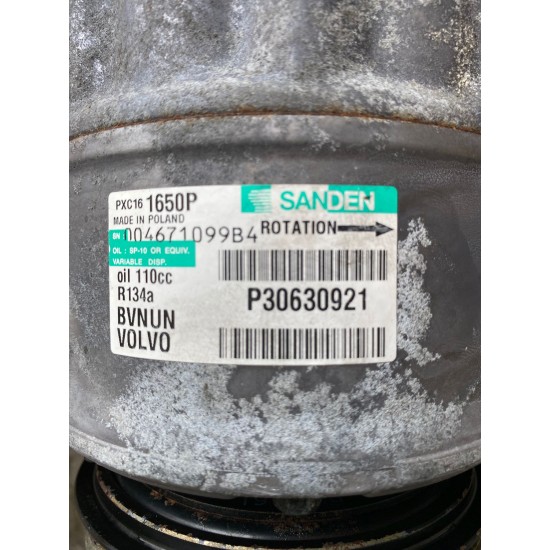 PXC16 1650P
SANDEN
MADE IN POLAND
BN: 004671099B4
ROTATION
OIL : SP-10 OR EQUIV.
VARIABLE DISP.
oil 110cc
R134a
P30630921
BVNUN
VOLVO